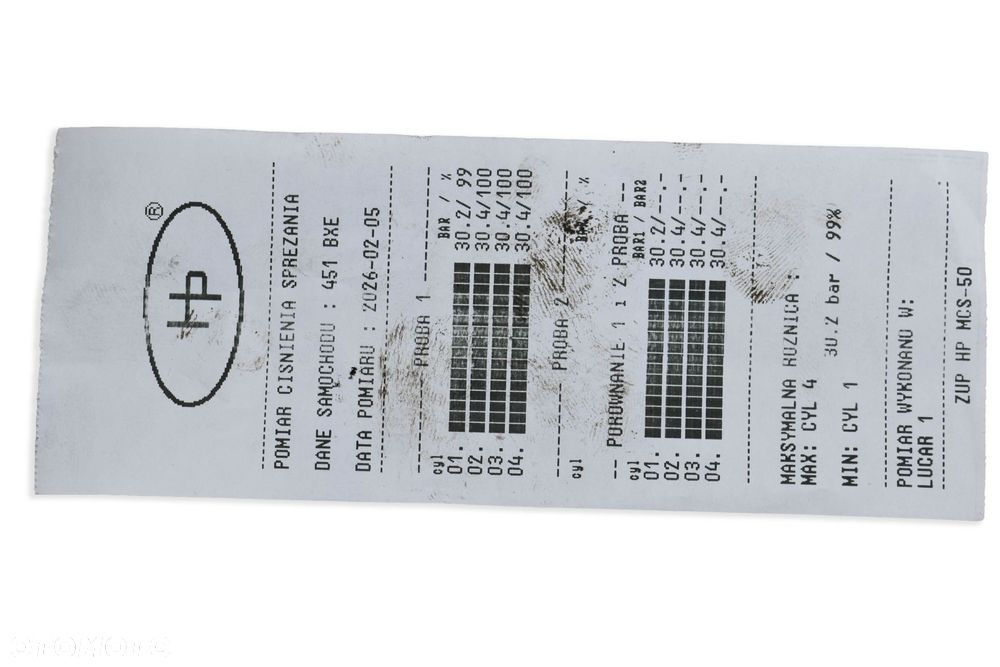 HP ®
POMIAR CISNIENIA SPREZANIA
DANE SAMOCHODU : 451 BXE
DATA POMIARU : 2026-02-05
PROBA 1
cyl BAR / %
01. 30.2/ 99
02. 30.4/100
03. 30.4/100
04. 30.4/100
PROBA 2
cyl BAR / %
POROWNANIE 1 i 2 PROBA
cyl BAR1 / BAR2
01. 30.2/--.-
02. 30.4/--.-
03. 30.4/--.-
04. 30.4/--.-
MAKSYMALNA ROZNICA :
MAX: CYL 4
30.2 bar / 99%
MIN: CYL 1
POMIAR WYKONANO W:
LUCAR 1
ZUP HP MCS-50
OTOMOTO